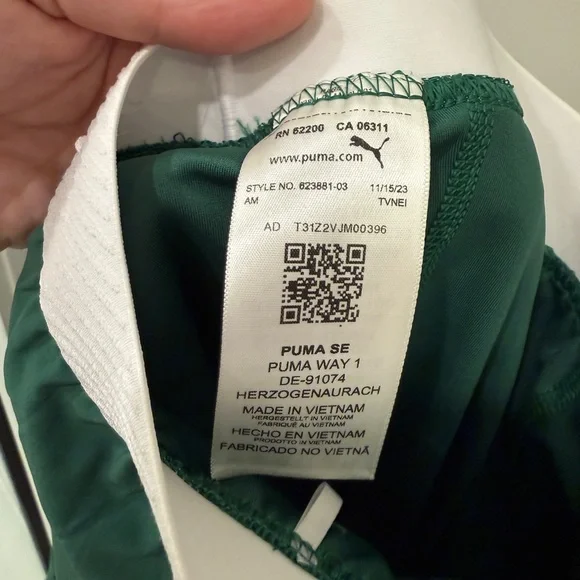 RN 62200 CA 06311
www.puma.com
STYLE NO. 623881-03 11/15/23
AM TVNEI
AD T31Z2VJM00396
PUMA SE
PUMA WAY 1
DE-91074
HERZOGENAURACH
MADE IN VIETNAM
HERGESTELLT IN VIETNAM
FABRIQUÉ AU VIETNAM
HECHO EN VIETNAM
PRODOTTO IN VIETNAM
FABRICADO NO VIETNÃ